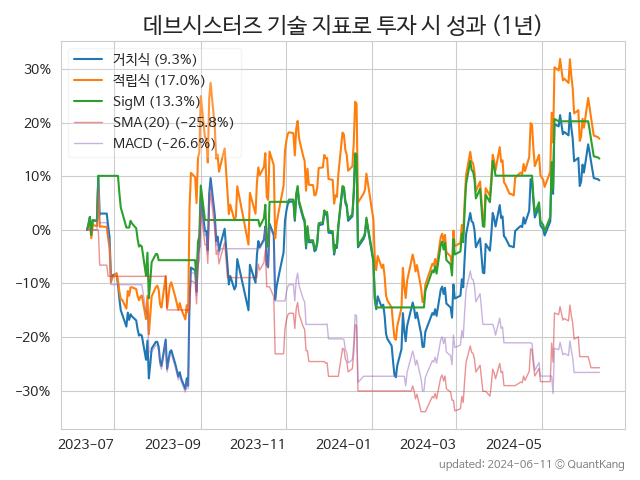 데브시스터즈 기술 지표로 투자 시 성과 (1년)
거치식 (9.3%)
적립식 (17.0%)
SigM (13.3%)
SMA(20) (−25.8%)
MACD (−26.6%)
30%
20%
10%
0%
−10%
−20%
−30%
2023-07 2023-09 2023-11 2024-01 2024-03 2024-05
updated: 2024-06-11 ⓒ QuantKang